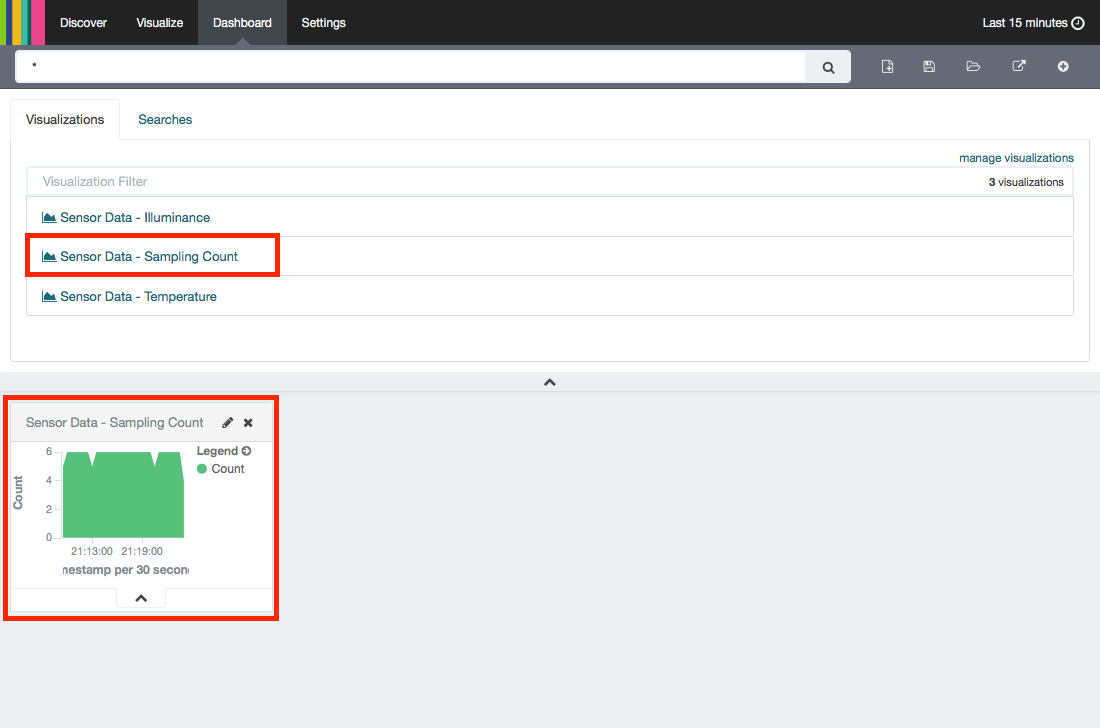 Discover Visualize Dashboard Settings Last 15 minutes
*
Visualizations Searches
manage visualizations
Visualization Filter 3 visualizations
Sensor Data - Illuminance
Sensor Data - Sampling Count
Sensor Data - Temperature
Sensor Data - Sampling Count
Legend
Count
Count
6
4
2
0
21:13:00 21:19:00
nestamp per 30 secon